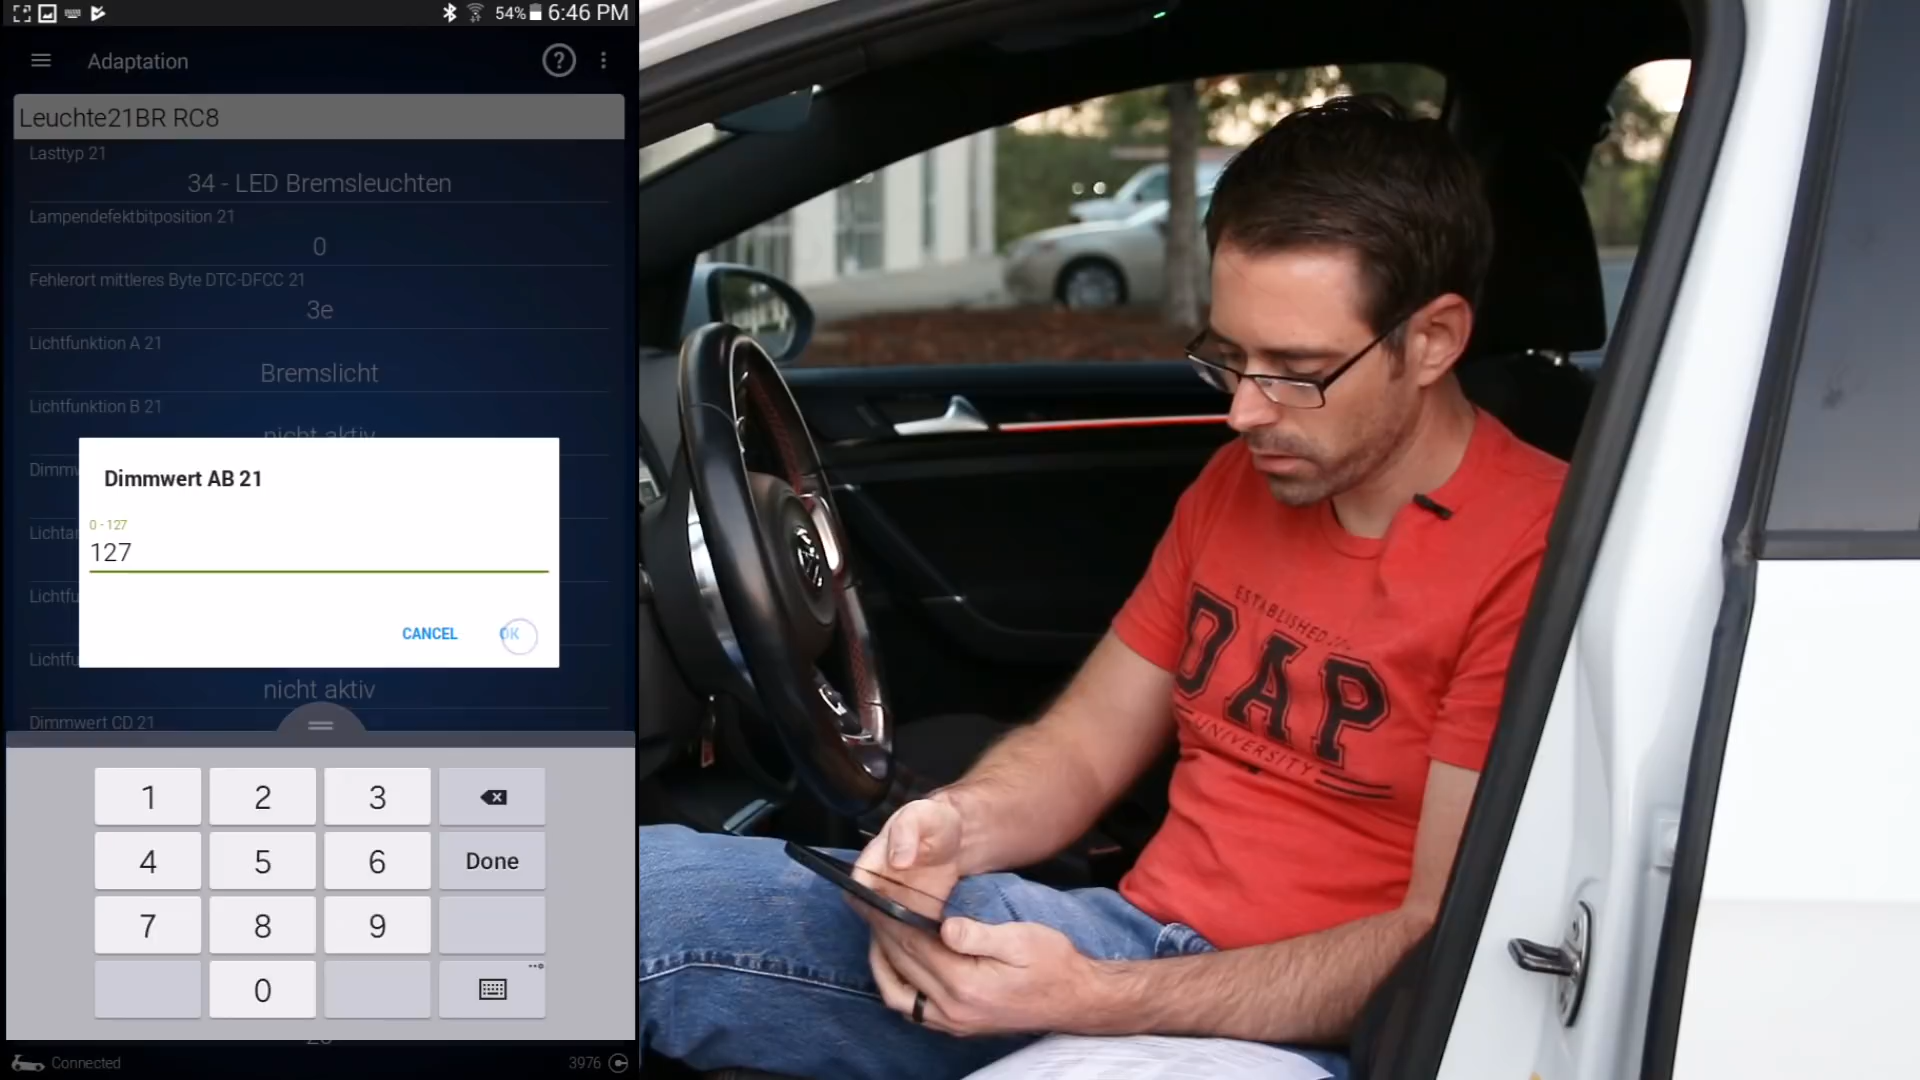 54% 6:46 PM
Adaptation
?
Leuchte21BR RC8
Lasttyp 21
34 - LED Bremsleuchten
Lampendefektbitposition 21
0
Fehlerort mittleres Byte DTC-DFCC 21
3e
Lichtfunktion A 21
Bremslicht
Lichtfunktion B 21
nicht aktiv
Dimmwert AB 21
0 - 127
127
CANCEL OK
nicht aktiv
Dimmwert CD 21
1 2 3
4 5 6 Done
7 8 9
0
Connected 3976
ESTABLISHED
DAP
UNIVERSITY